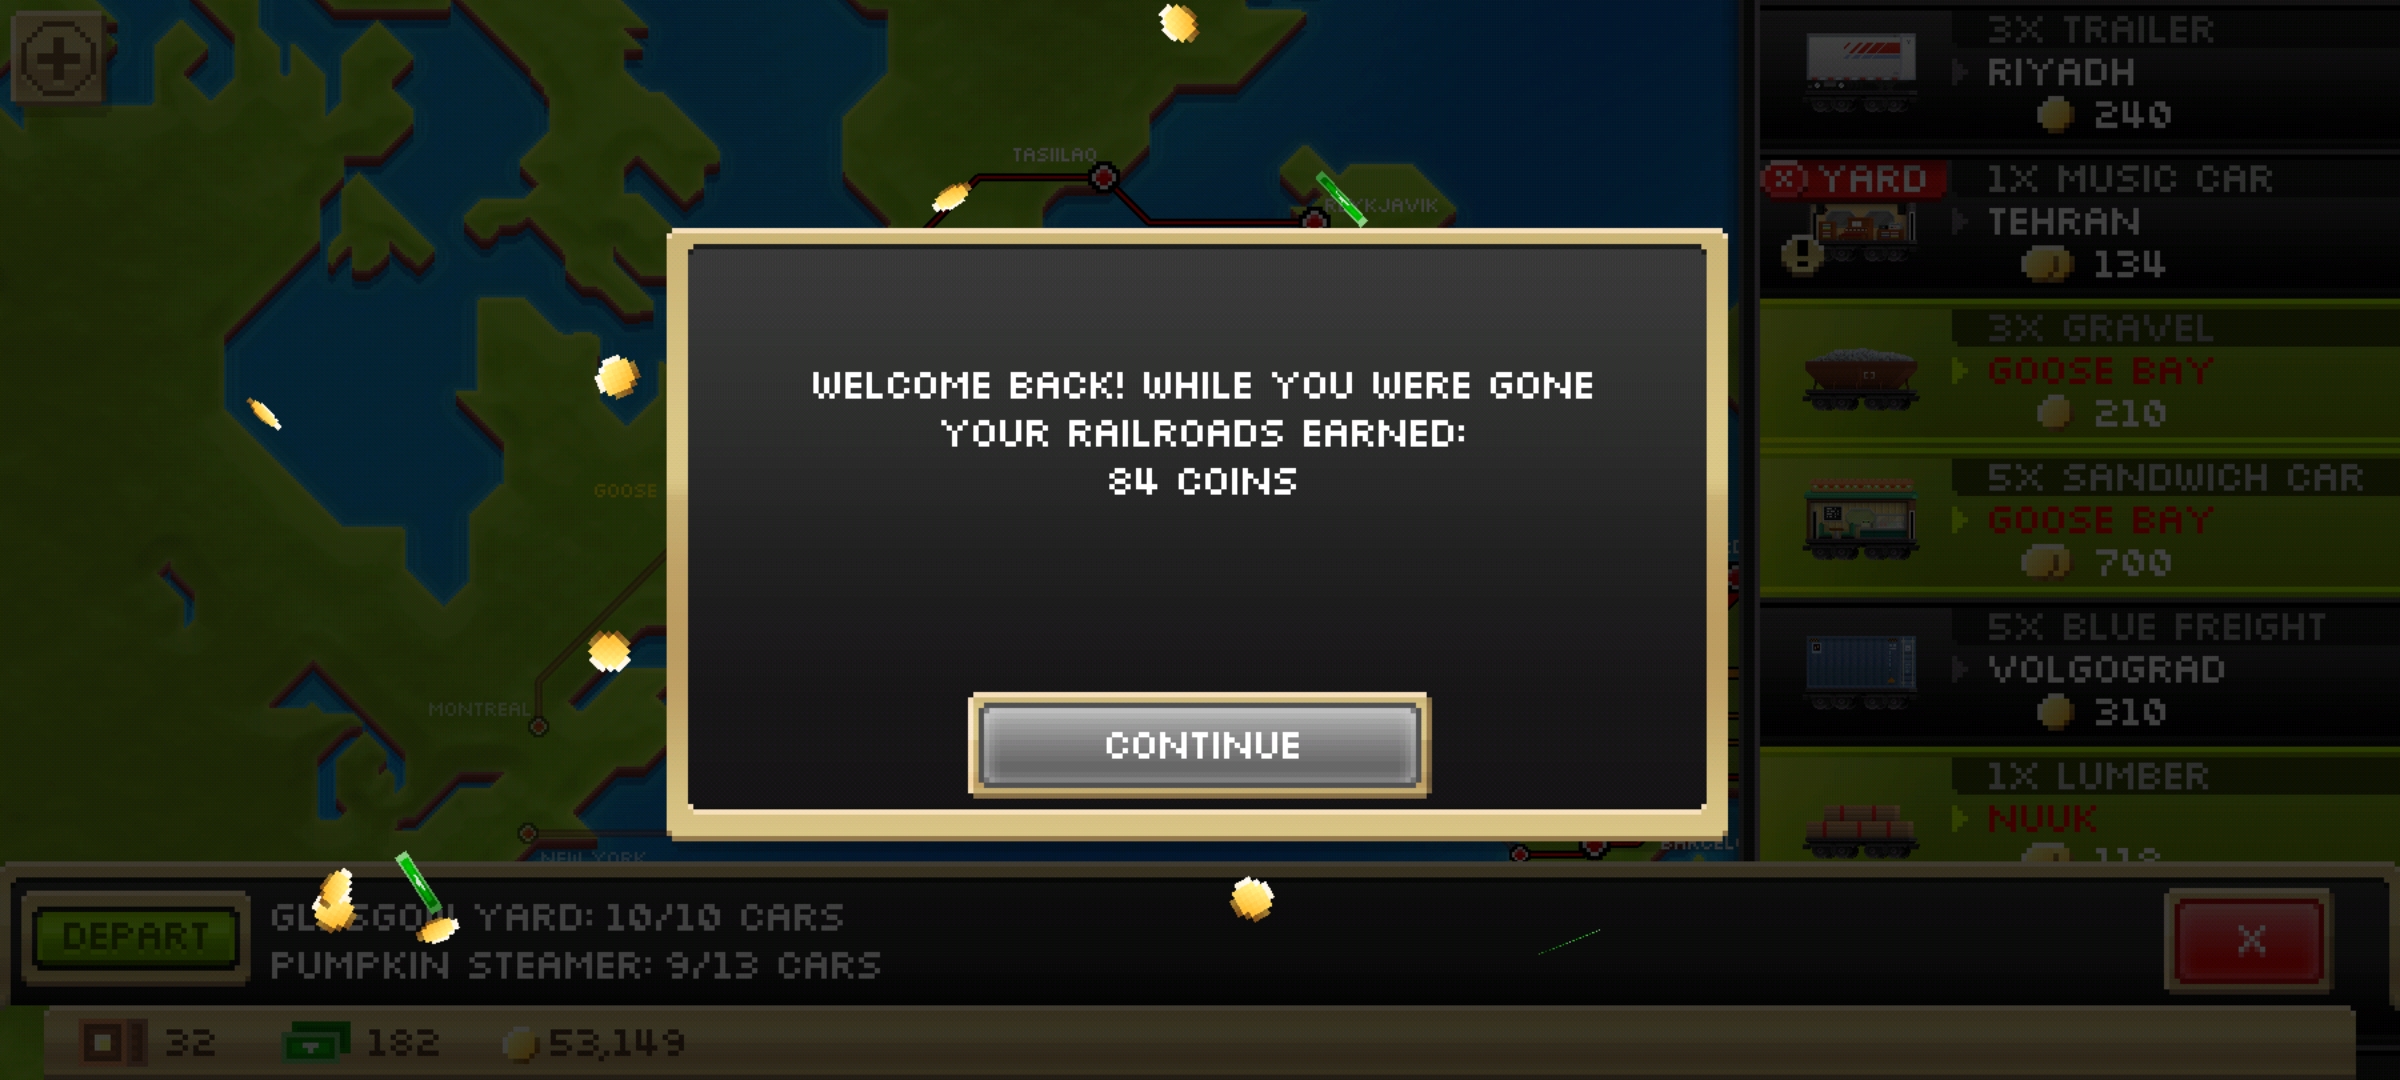 TASIILAQ
REYKJAVIK
GOOSE
MONTREAL
NEW YORK
WELCOME BACK! WHILE YOU WERE GONE
YOUR RAILROADS EARNED:
84 COINS
CONTINUE
3X TRAILER
RIYADH
240
YARD
1X MUSIC CAR
TEHRAN
134
3X GRAVEL
GOOSE BAY
210
5X SANDWICH CAR
GOOSE BAY
700
5X BLUE FREIGHT
VOLGOGRAD
310
1X LUMBER
NUUK
118
BARCEL
DEPART
GLASGOW YARD: 10/10 CARS
PUMPKIN STEAMER: 9/13 CARS
X
32
182
53,149